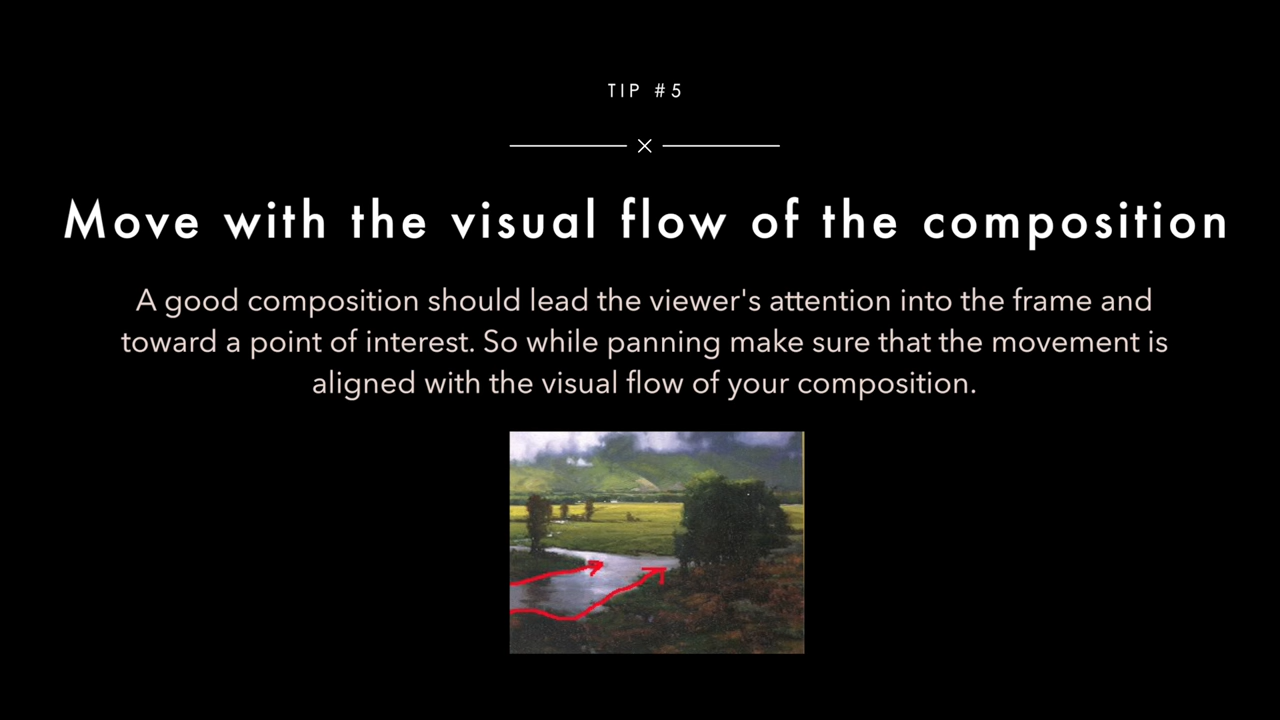 TIP #5
Move with the visual flow of the composition
A good composition should lead the viewer's attention into the frame and
toward a point of interest. So while panning make sure that the movement is
aligned with the visual flow of your composition.